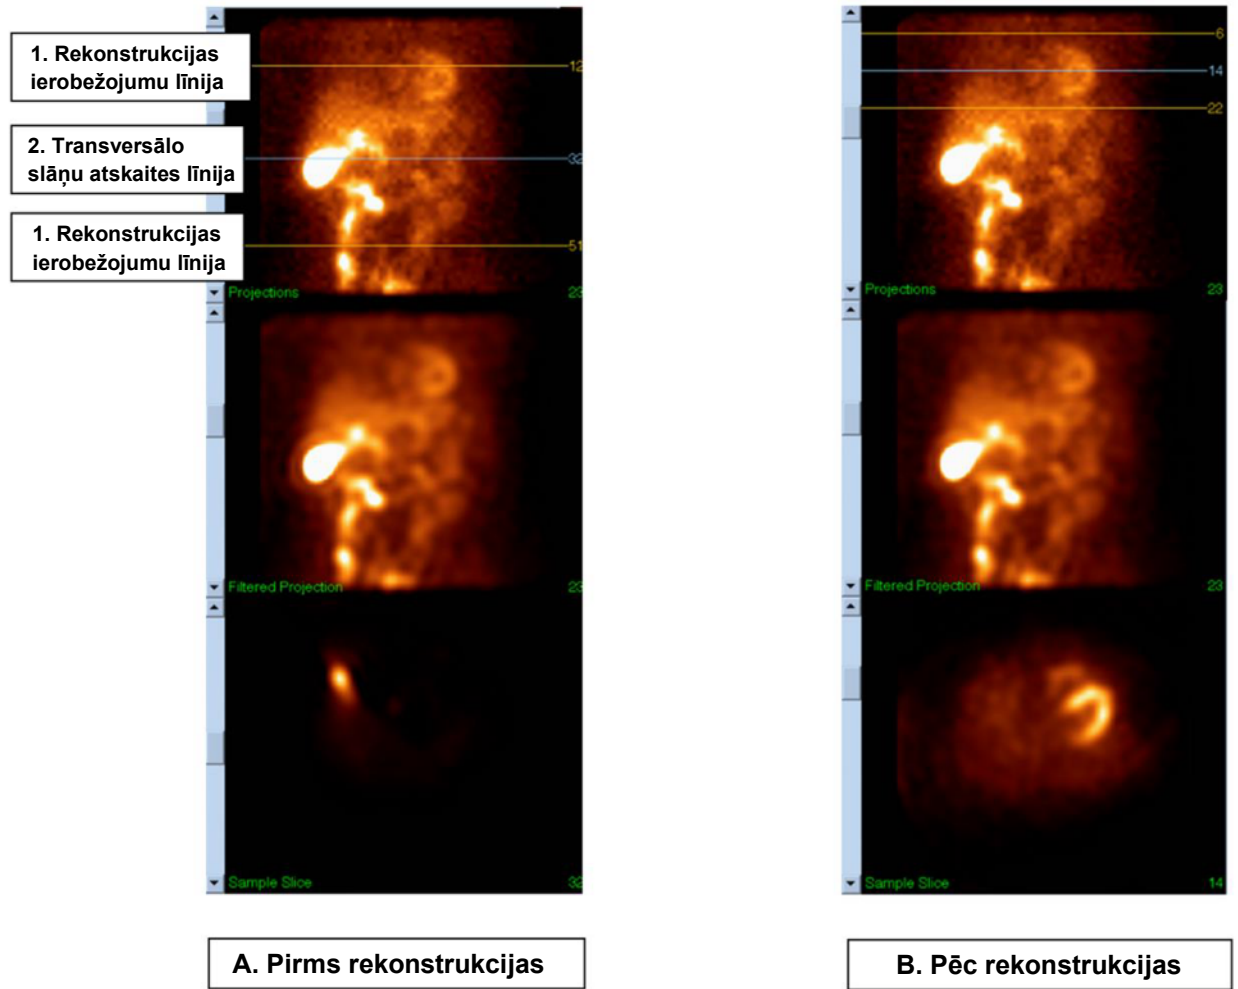 1. Rekonstrukcijas
ierobežojumu līnija
2. Transversālo
slāņu atskaites līnija
1. Rekonstrukcijas
ierobežojumu līnija
12
32
51
Projections 23
Filtered Projection 23
Sample Slice 32
A. Pirms rekonstrukcijas
6
14
22
Projections 23
Filtered Projection 23
Sample Slice 14
B. Pēc rekonstrukcijas